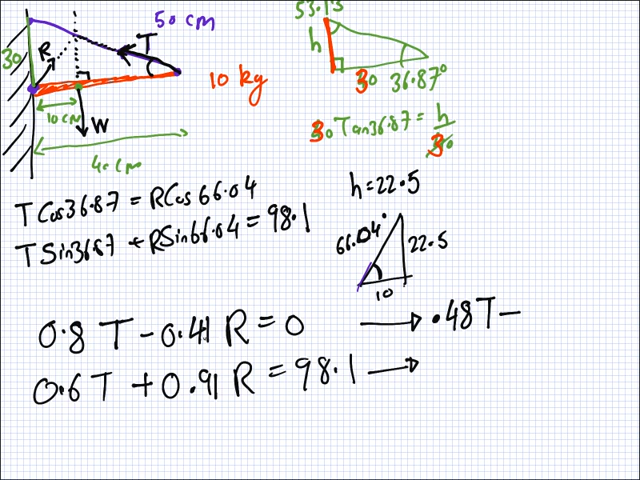 53.13
50 cm
30
R
T
h
10 kg
30
36.87°
10 cm
W
30 Tan 36.87 = h
30
40 cm
h = 22.5
T Cos 36.87 = R Cos 66.04
T Sin 36.87 + R Sin 66.04 = 98.1
66.04°
22.5
10
0.8 T - 0.41 R = 0 → .48T -
0.6 T + 0.91 R = 98.1 →